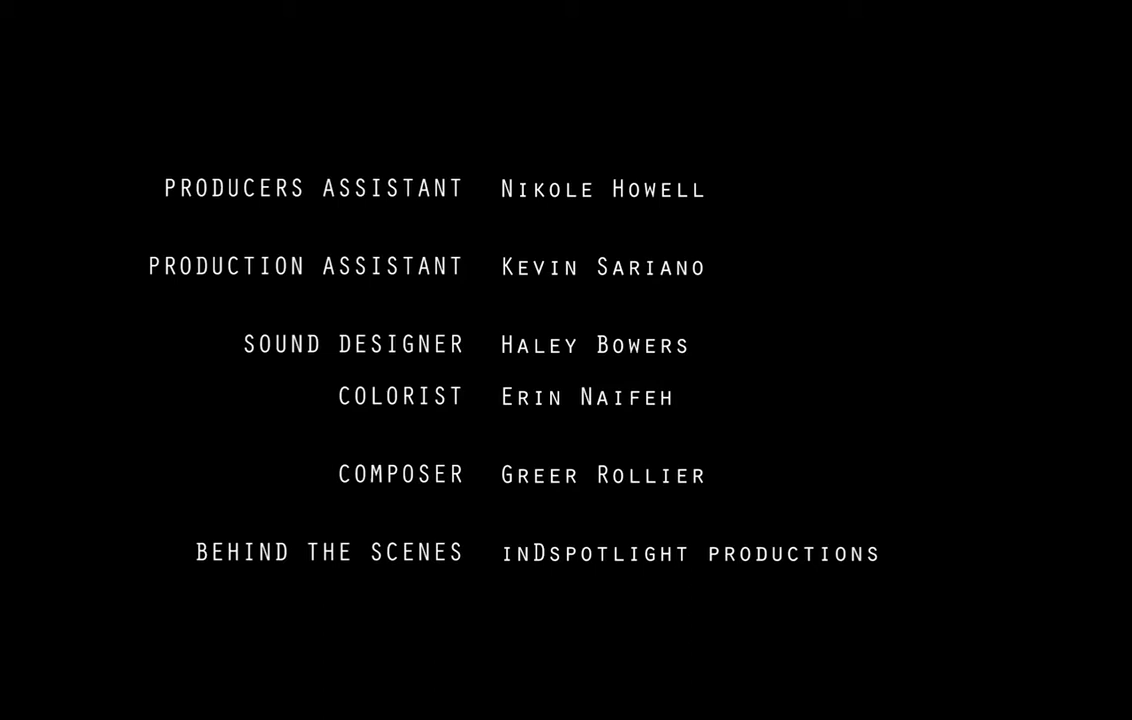 PRODUCERS ASSISTANT Nikole Howell
PRODUCTION ASSISTANT Kevin Sariano
SOUND DESIGNER Haley Bowers
COLORIST Erin Naifeh
COMPOSER Greer Rollier
BEHIND THE SCENES inDspotlight productions